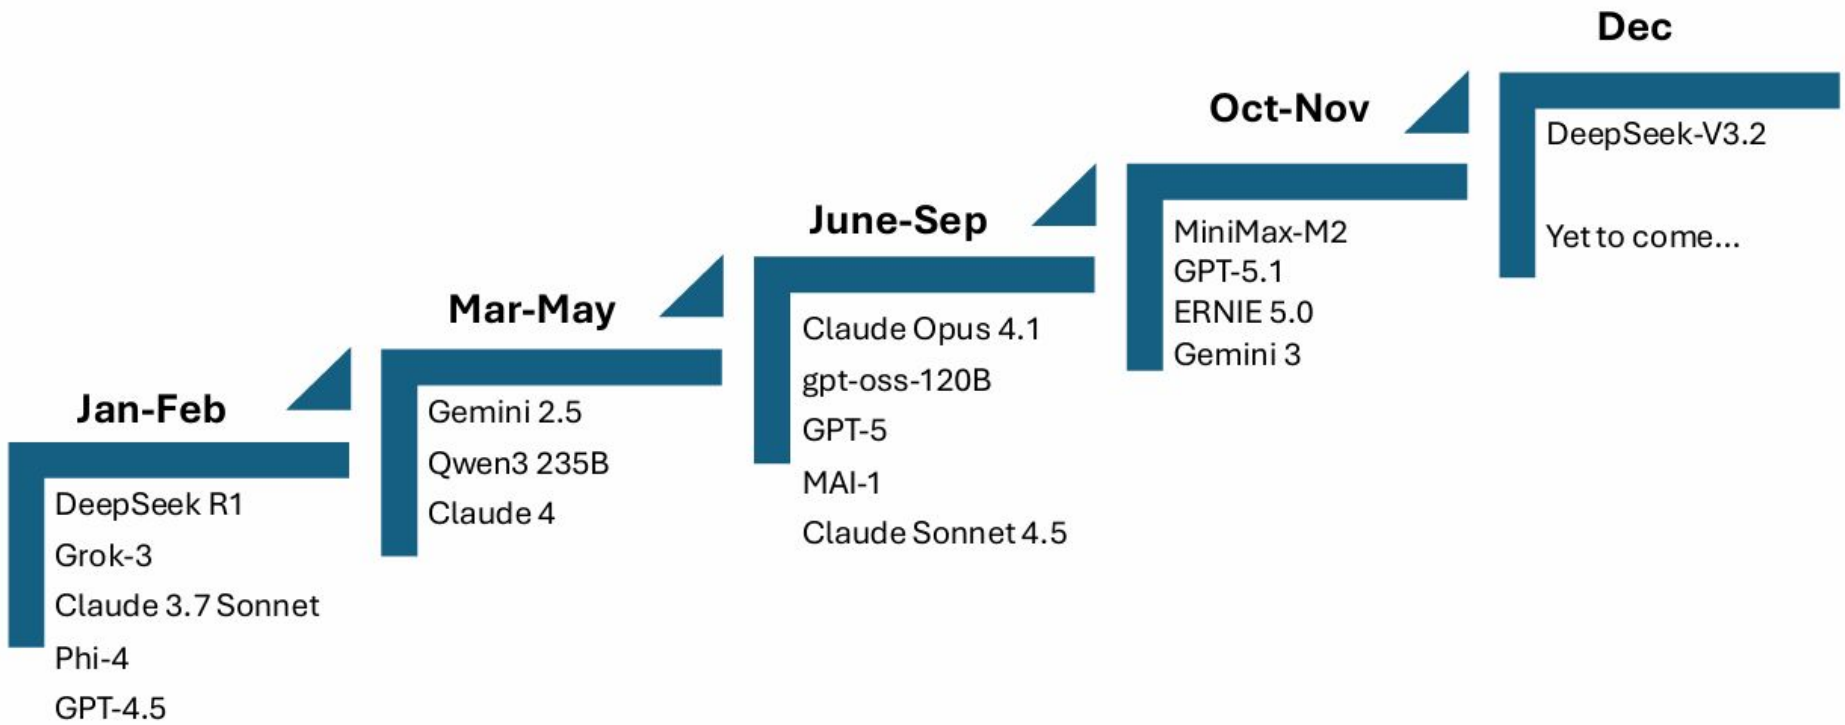 Jan-Feb
DeepSeek R1
Grok-3
Claude 3.7 Sonnet
Phi-4
GPT-4.5
Mar-May
Gemini 2.5
Qwen3 235B
Claude 4
June-Sep
Claude Opus 4.1
gpt-oss-120B
GPT-5
MAI-1
Claude Sonnet 4.5
Oct-Nov
MiniMax-M2
GPT-5.1
ERNIE 5.0
Gemini 3
Dec
DeepSeek-V3.2
Yet to come...